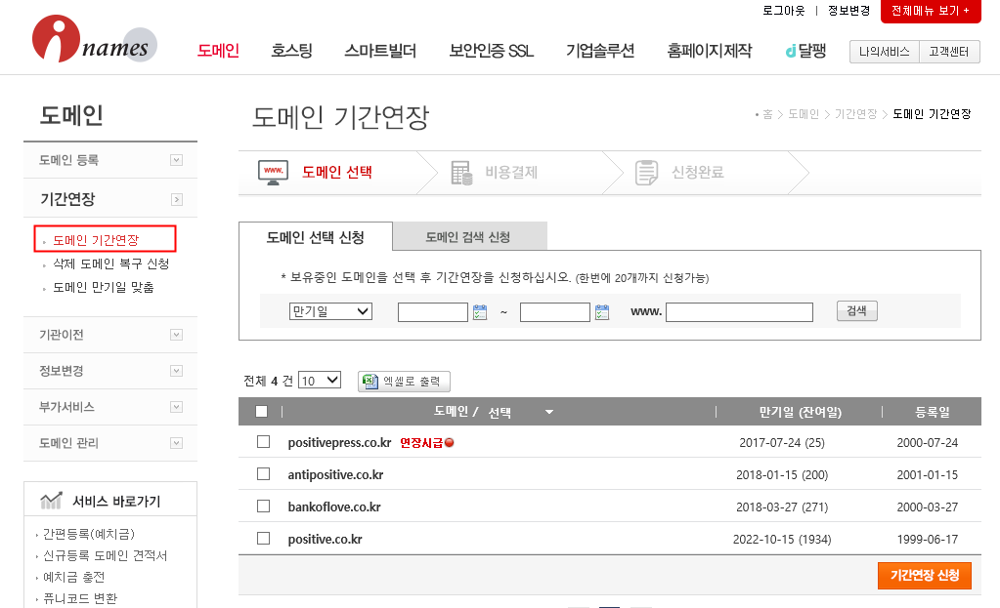 로그아웃 | 정보변경 전체메뉴 보기 +
inames
도메인 호스팅 스마트빌더 보안인증 SSL 기업솔루션 홈페이지제작 달팽 나의서비스 고객센터
도메인
도메인 등록
기간연장
도메인 기간연장
삭제 도메인 복구 신청
도메인 만기일 맞춤
기관이전
정보변경
부가서비스
도메인 관리
서비스 바로가기
간편등록(예치금)
신규등록 도메인 견적서
예치금 충전
퓨니코드 변환
도메인 기간연장
홈 > 도메인 > 기간연장 > 도메인 기간연장
www. 도메인 선택 비용결제 신청완료
도메인 선택 신청 도메인 검색 신청
* 보유중인 도메인을 선택 후 기간연장을 신청하십시오. (한번에 20개까지 신청가능)
만기일 ~ www. 검색
전체 4 건 10 엑셀로 출력
도메인 / 선택 만기일 (잔여일) 등록일
positivepress.co.kr 연장시급 2017-07-24 (25) 2000-07-24
antipositive.co.kr 2018-01-15 (200) 2001-01-15
bankoflove.co.kr 2018-03-27 (271) 2000-03-27
positive.co.kr 2022-10-15 (1934) 1999-06-17
기간연장 신청